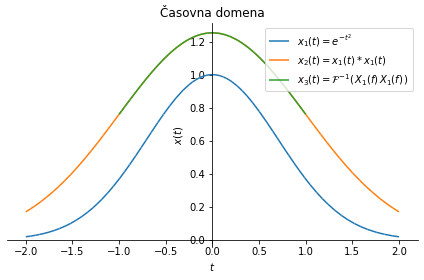 Časovna domena
x₁(t) = e^{−t²}
x₂(t) = x₁(t) * x₁(t)
x₃(t) = ℱ⁻¹( X₁(f) X₁(f) )
x(t)
1.2
1.0
0.8
0.6
0.4
0.2
0.0
−2.0 −1.5 −1.0 −0.5 0.0 0.5 1.0 1.5 2.0
t